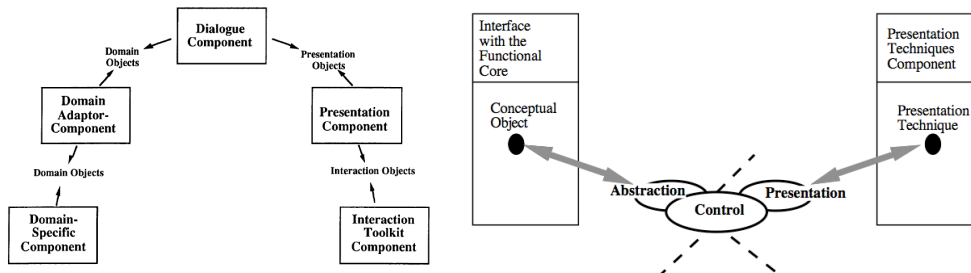 Dialogue
Component
Domain
Objects
Presentation
Objects
Domain
Adaptor-
Component
Presentation
Component
Domain Objects
Interaction Objects
Domain-
Specific
Component
Interaction
Toolkit
Component
Interface
with the
Functional
Core
Conceptual
Object
Presentation
Techniques
Component
Presentation
Technique
Abstraction
Control
Presentation